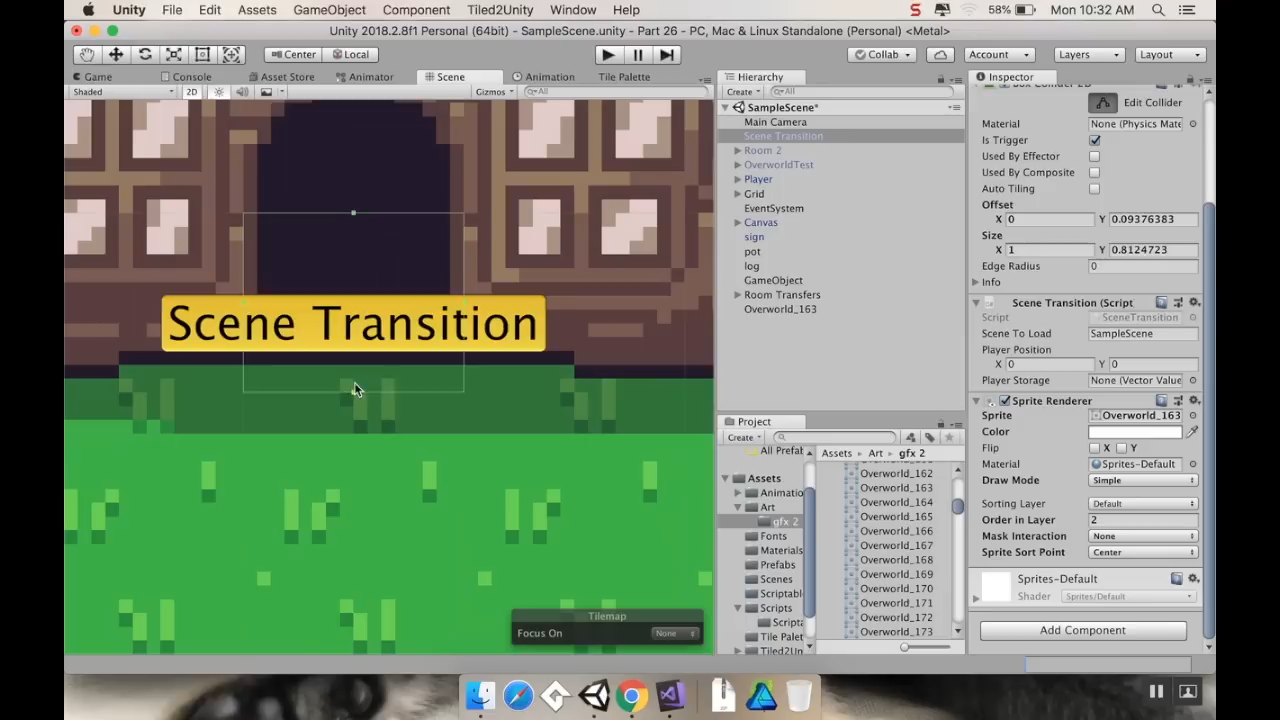 Unity File Edit Assets GameObject Component Tiled2Unity Window Help 58% Mon 10:32 AM
Unity 2018.2.8f1 Personal (64bit) - SampleScene.unity - Part 26 - PC, Mac & Linux Standalone (Personal) <Metal>
Center Local Collab Account Layers Layout
Game Console Asset Store Animator Scene Animation Tile Palette
Shaded 2D Gizmos All
Scene Transition
Tilemap
Focus On None
Hierarchy
Create All
SampleScene*
Main Camera
Scene Transition
Room 2
OverworldTest
Player
Grid
EventSystem
Canvas
sign
pot
log
GameObject
Room Transfers
Overworld_163
Project
Create
All Prefab
Assets
Animatio
Art
gfx 2
Fonts
Materials
Prefabs
Scenes
Scriptab
Scripts
Scripta
Tile Pale
Tiled2Un
Assets Art gfx 2
Overworld_162
Overworld_163
Overworld_164
Overworld_165
Overworld_166
Overworld_167
Overworld_168
Overworld_169
Overworld_170
Overworld_171
Overworld_172
Overworld_173
Inspector
Box Collider 2D
Edit Collider
Material None (Physics Mate
Is Trigger
Used By Effector
Used By Composite
Auto Tiling
Offset
X 0 Y 0.09376383
Size
X 1 Y 0.8124723
Edge Radius 0
Info
Scene Transition (Script
Script SceneTransition
Scene To Load SampleScene
Player Position
X 0 Y 0
Player Storage None (Vector Value
Sprite Renderer
Sprite Overworld_163
Color
Flip X Y
Material Sprites-Default
Draw Mode Simple
Sorting Layer Default
Order in Layer 2
Mask Interaction None
Sprite Sort Point Center
Sprites-Default
Shader Sprites/Default
Add Component